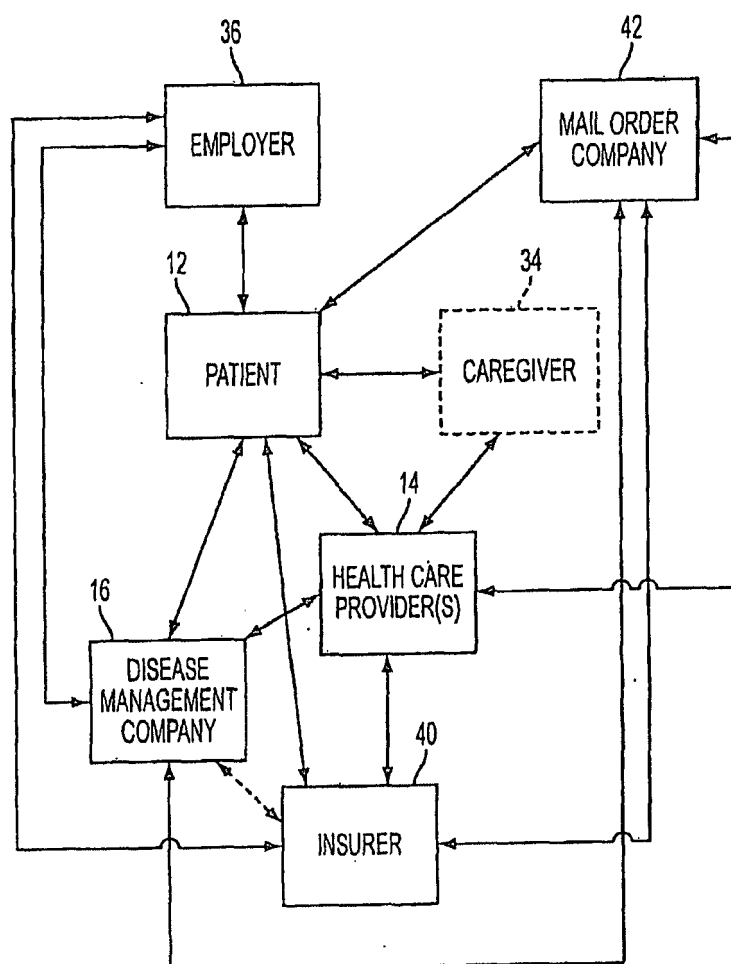 36
42
EMPLOYER
MAIL ORDER
COMPANY
12
34
PATIENT
CAREGIVER
14
HEALTH CARE
PROVIDER(S)
16
DISEASE
MANAGEMENT
COMPANY
40
INSURER